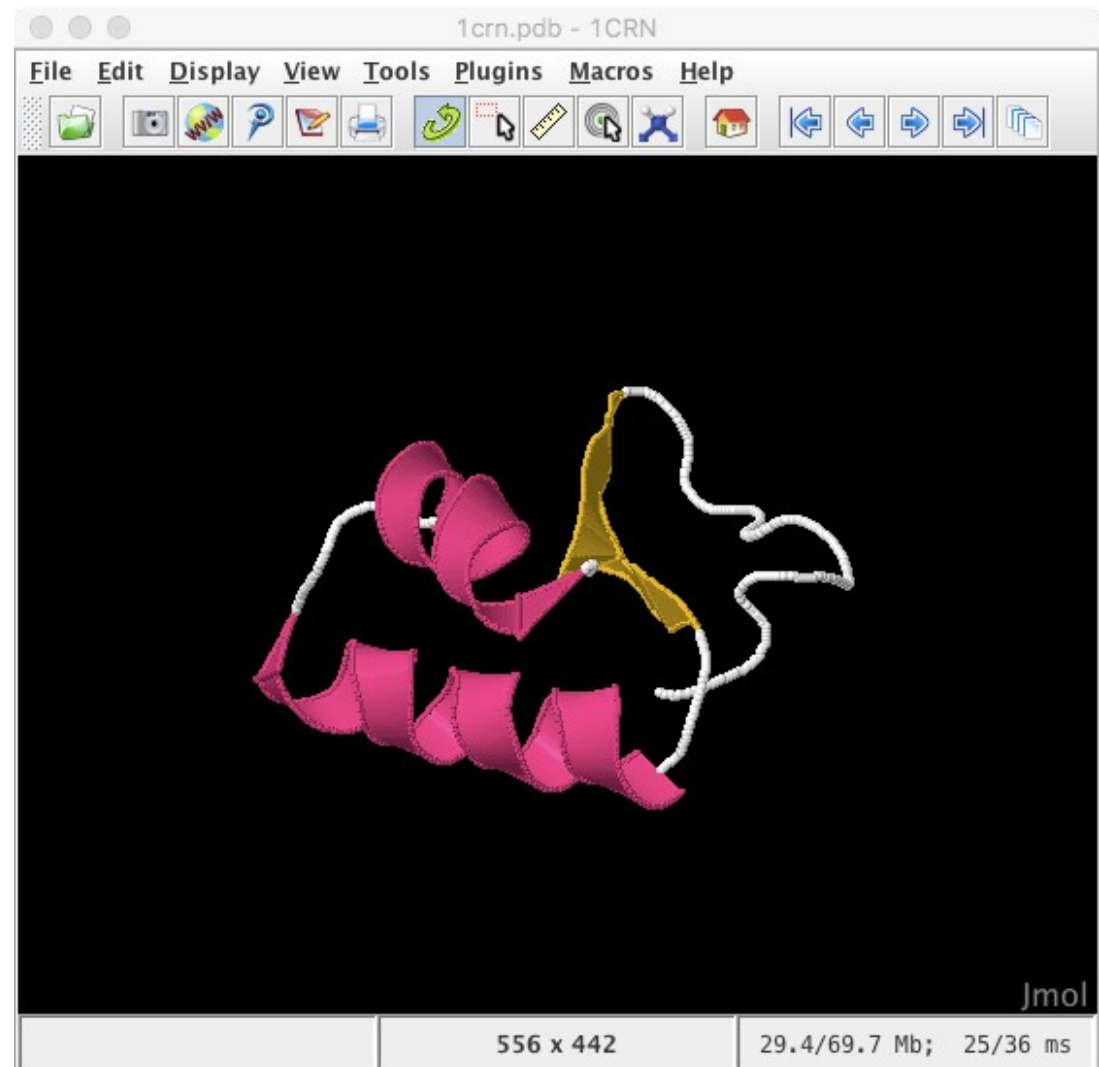 1crn.pdb - 1CRN
File Edit Display View Tools Plugins Macros Help
WWW
Jmol
556 x 442
29.4/69.7 Mb; 25/36 ms